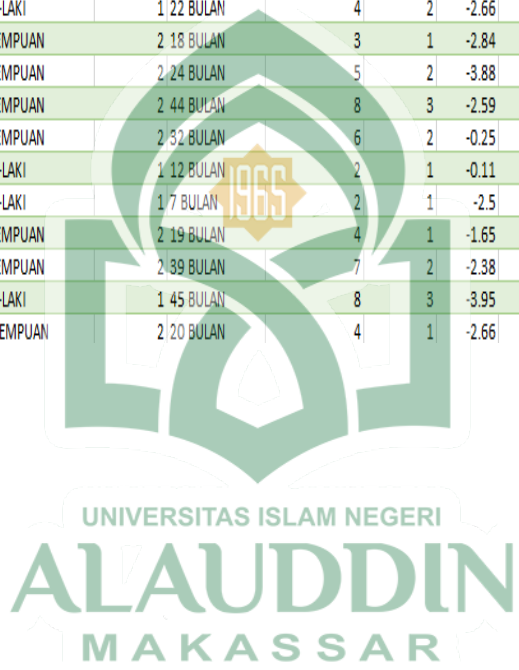 -LAKI 1 22 BULAN 4 2 -2.66
EMPUAN 2 18 BULAN 3 1 -2.84
EMPUAN 2 24 BULAN 5 2 -3.88
EMPUAN 2 44 BULAN 8 3 -2.59
EMPUAN 2 32 BULAN 6 2 -0.25
-LAKI 1 12 BULAN 2 1 -0.11
-LAKI 1 7 BULAN 2 1 -2.5
EMPUAN 2 19 BULAN 4 1 -1.65
EMPUAN 2 39 BULAN 7 2 -2.38
-LAKI 1 45 BULAN 8 3 -3.95
EMPUAN 2 20 BULAN 4 1 -2.66
1965
UNIVERSITAS ISLAM NEGERI
ALAUDDIN
MAKASSAR